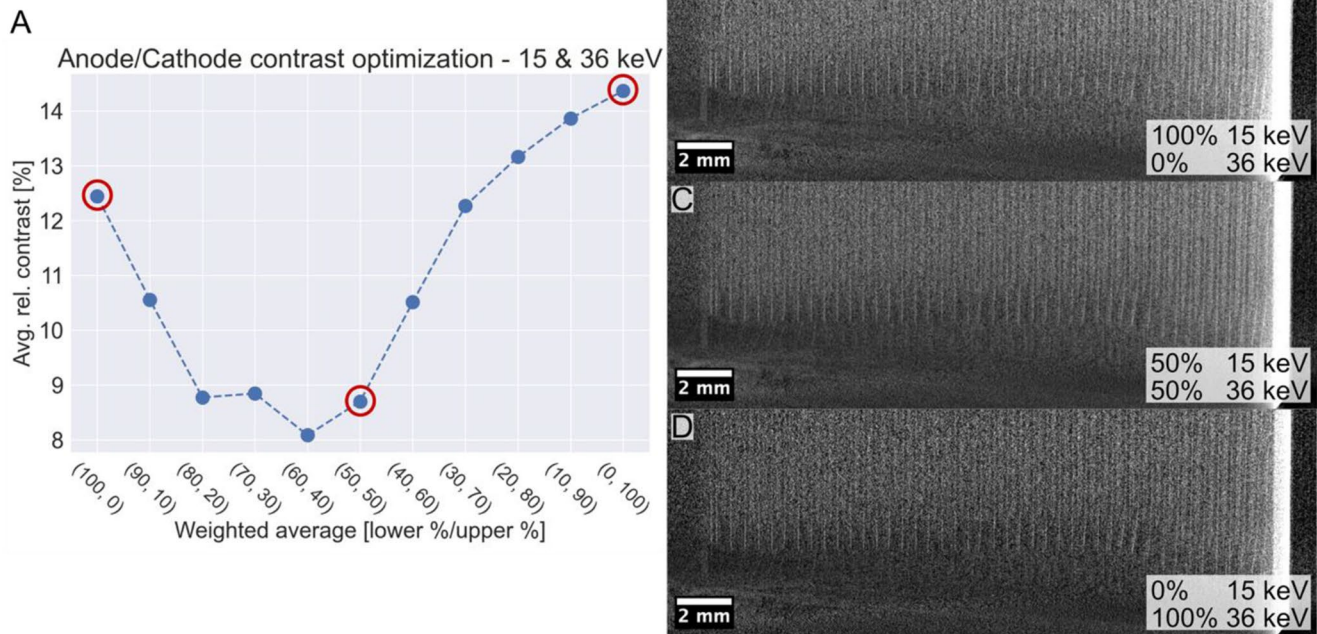 A
Anode/Cathode contrast optimization - 15 & 36 keV
Avg. rel. contrast [%]
14
13
12
11
10
9
8
(100, 0)
(90, 10)
(80, 20)
(70, 30)
(60, 40)
(50, 50)
(40, 60)
(30, 70)
(20, 80)
(10, 90)
(0, 100)
Weighted average [lower %/upper %]
100% 15 keV
0% 36 keV
2 mm
C
50% 15 keV
50% 36 keV
2 mm
D
0% 15 keV
100% 36 keV
2 mm